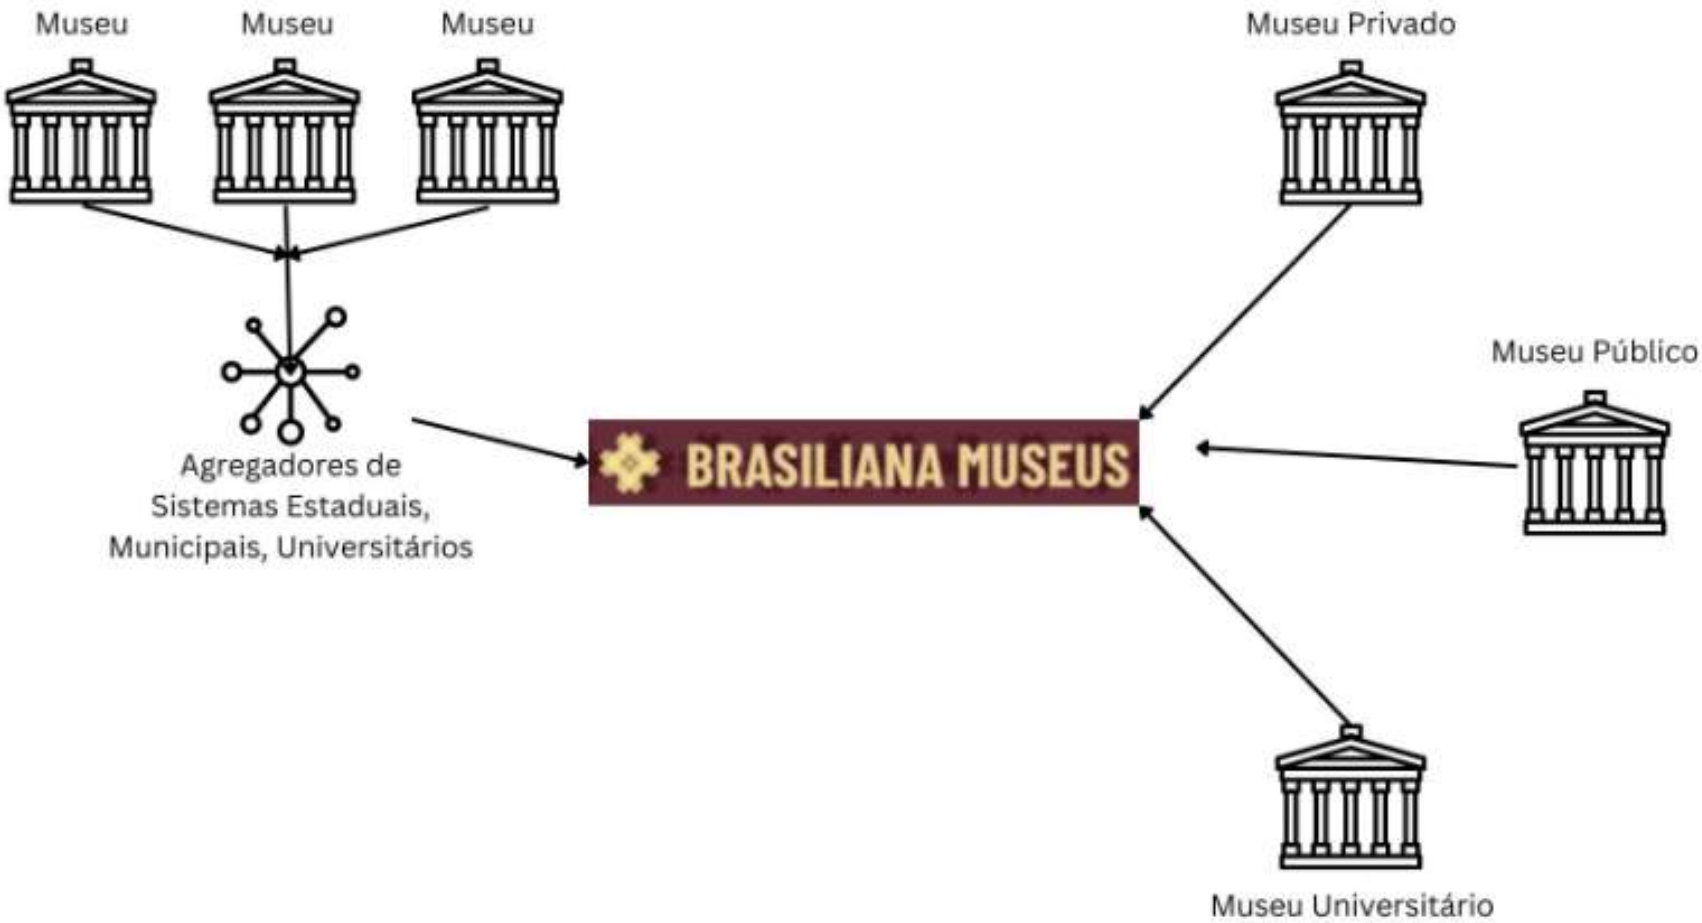 Museu
Museu
Museu
Museu Privado
Museu Público
BRASILIANA MUSEUS
Agregadores de
Sistemas Estaduais,
Municipais, Universitários
Museu Universitário